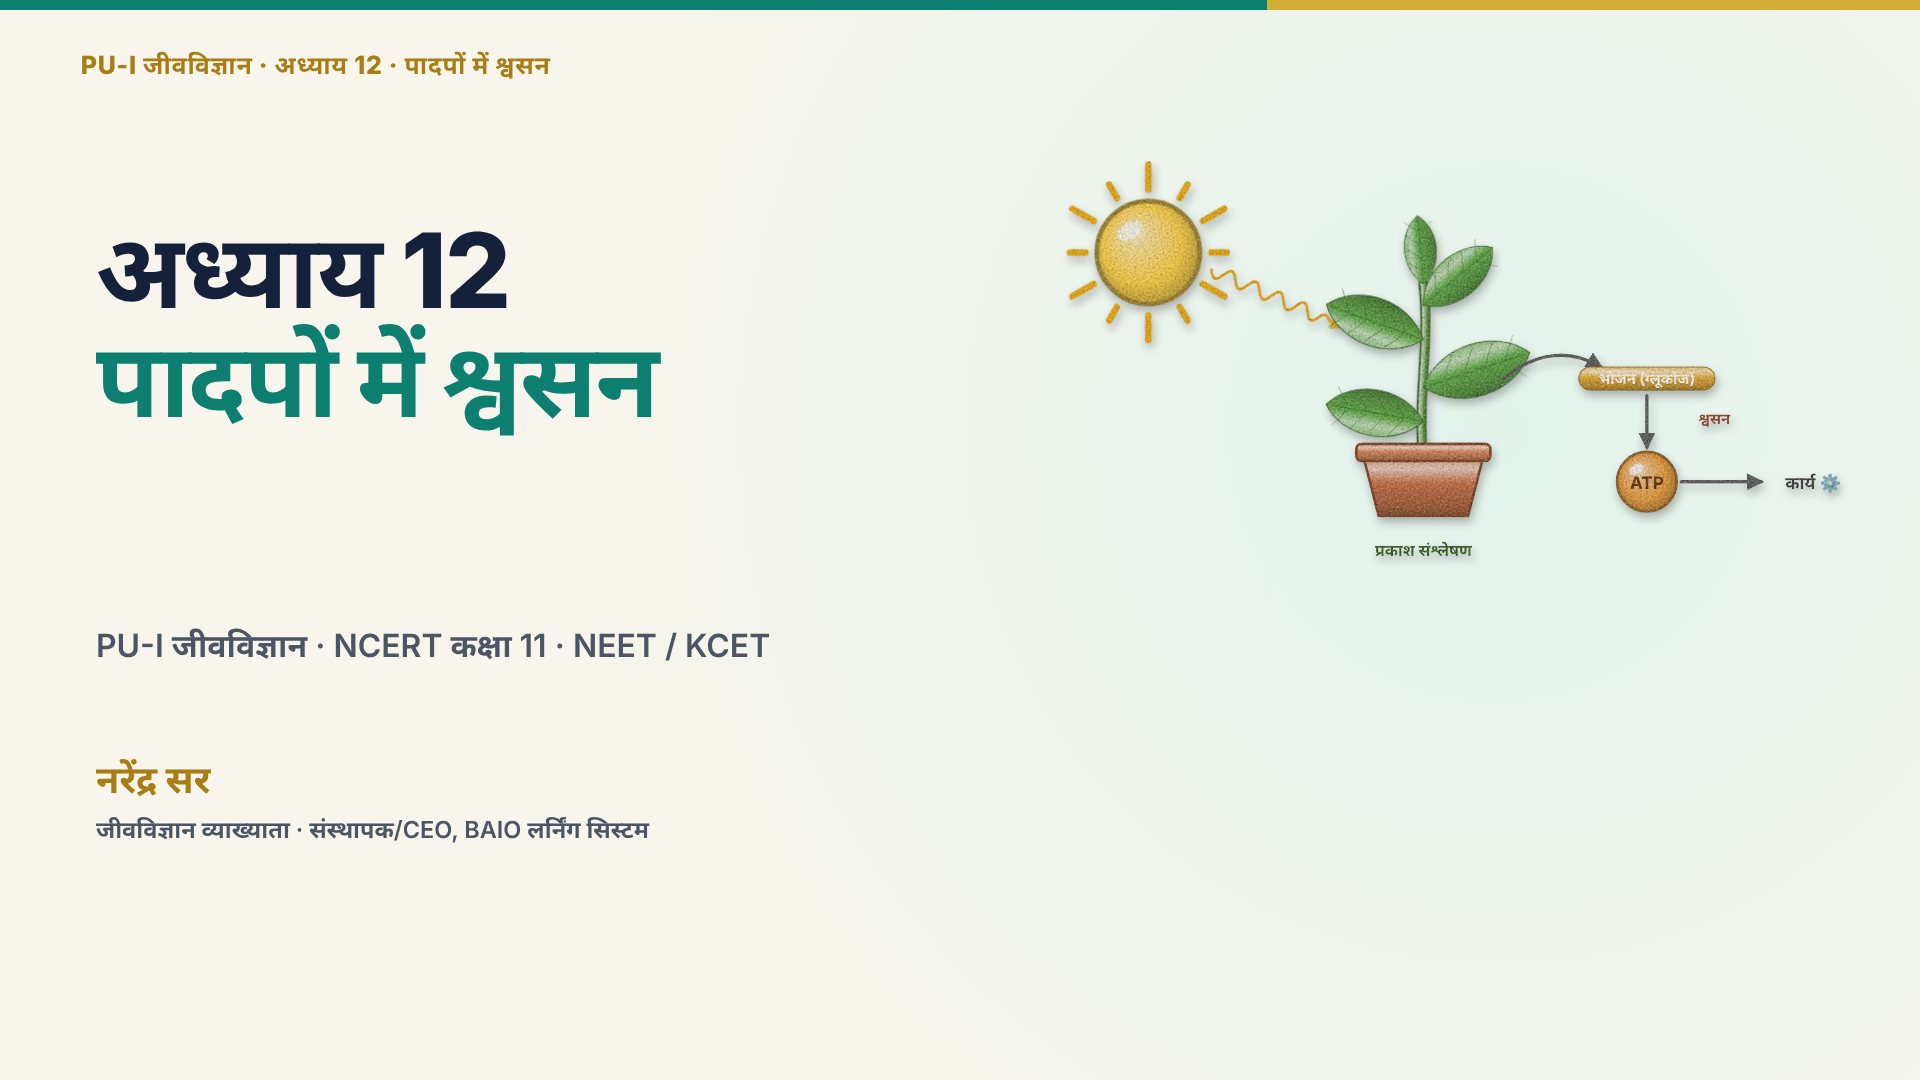 PU-I जीवविज्ञान · अध्याय 12 · पादपों में श्वसन
अध्याय 12
पादपों में श्वसन
भोजन (ग्लूकोज)
श्वसन
ATP
कार्य
प्रकाश संश्लेषण
PU-I जीवविज्ञान · NCERT कक्षा 11 · NEET / KCET
नरेंद्र सर
जीवविज्ञान व्याख्याता · संस्थापक/CEO, BAIO लर्निंग सिस्टम